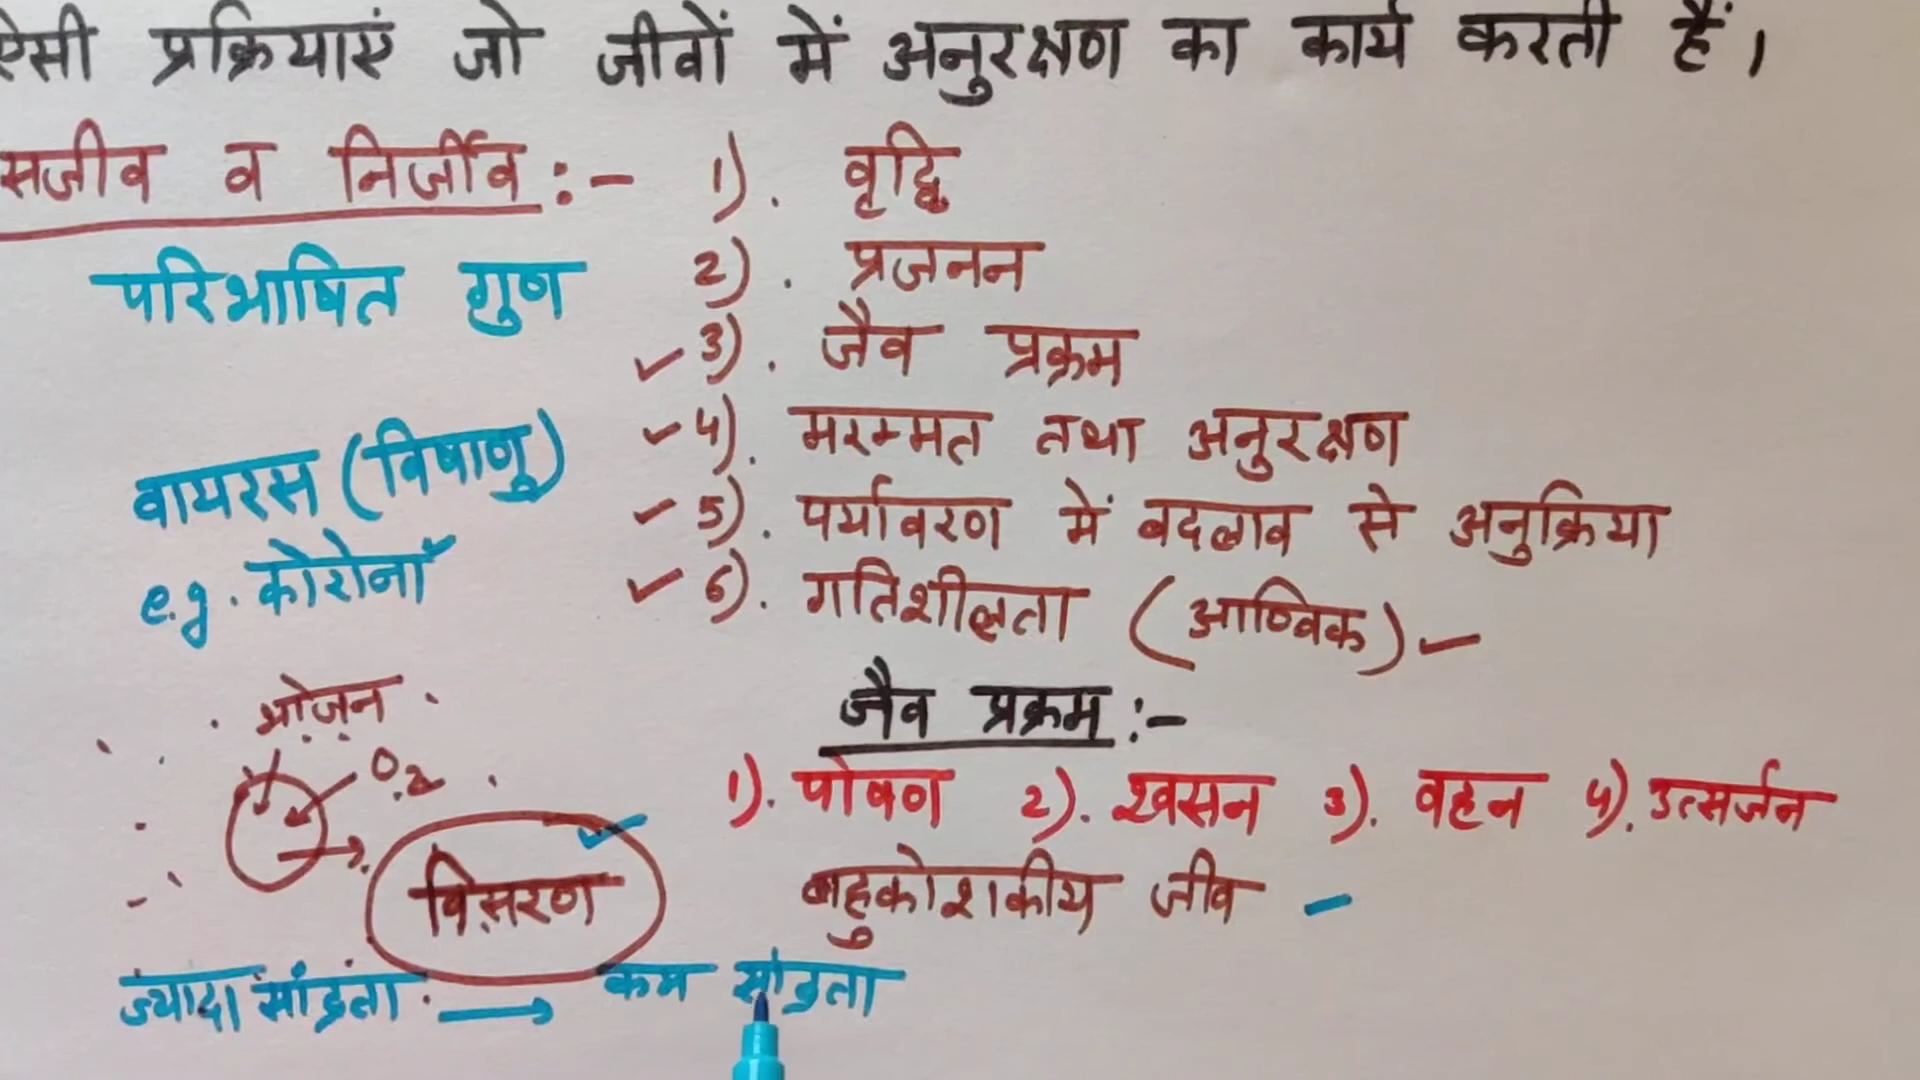 ऐसी प्रक्रियाएं जो जीवों में अनुरक्षण का कार्य करती हैं।
सजीव व निर्जीव :- 1). वृद्धि
परिभाषित गुण 2). प्रजनन
3). जैव प्रक्रम
4). मरम्मत तथा अनुरक्षण
वायरस (विषाणु) 5). पर्यावरण में बदलाव से अनुक्रिया
e.g. कोरोनॉ 6). गतिशीलता (आण्विक)
भोजन जैव प्रक्रम :-
O2 1). पोषण 2). श्वसन 3). वहन 4). उत्सर्जन
विसरण बहुकोशकीय जीव -
ज्यादा सांद्रता → कम सांद्रता